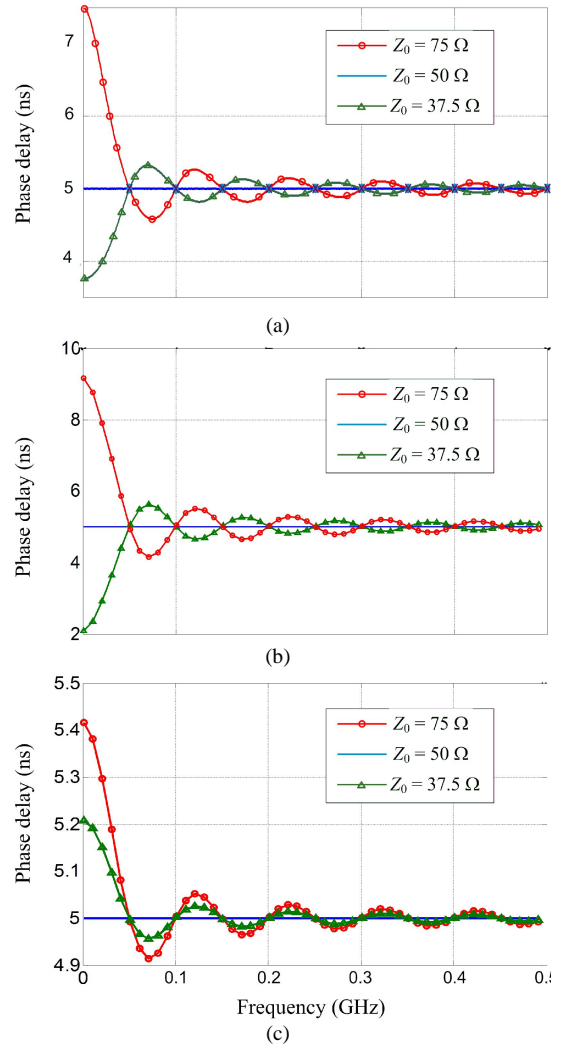 7
6
5
4
Phase delay (ns)
Z0 = 75 Ω
Z0 = 50 Ω
Z0 = 37.5 Ω
(a)
10
8
6
4
2
Phase delay (ns)
Z0 = 75 Ω
Z0 = 50 Ω
Z0 = 37.5 Ω
(b)
5.5
5.4
5.3
5.2
5.1
5
4.9
Phase delay (ns)
Z0 = 75 Ω
Z0 = 50 Ω
Z0 = 37.5 Ω
0 0.1 0.2 0.3 0.4 0.5
Frequency (GHz)
(c)